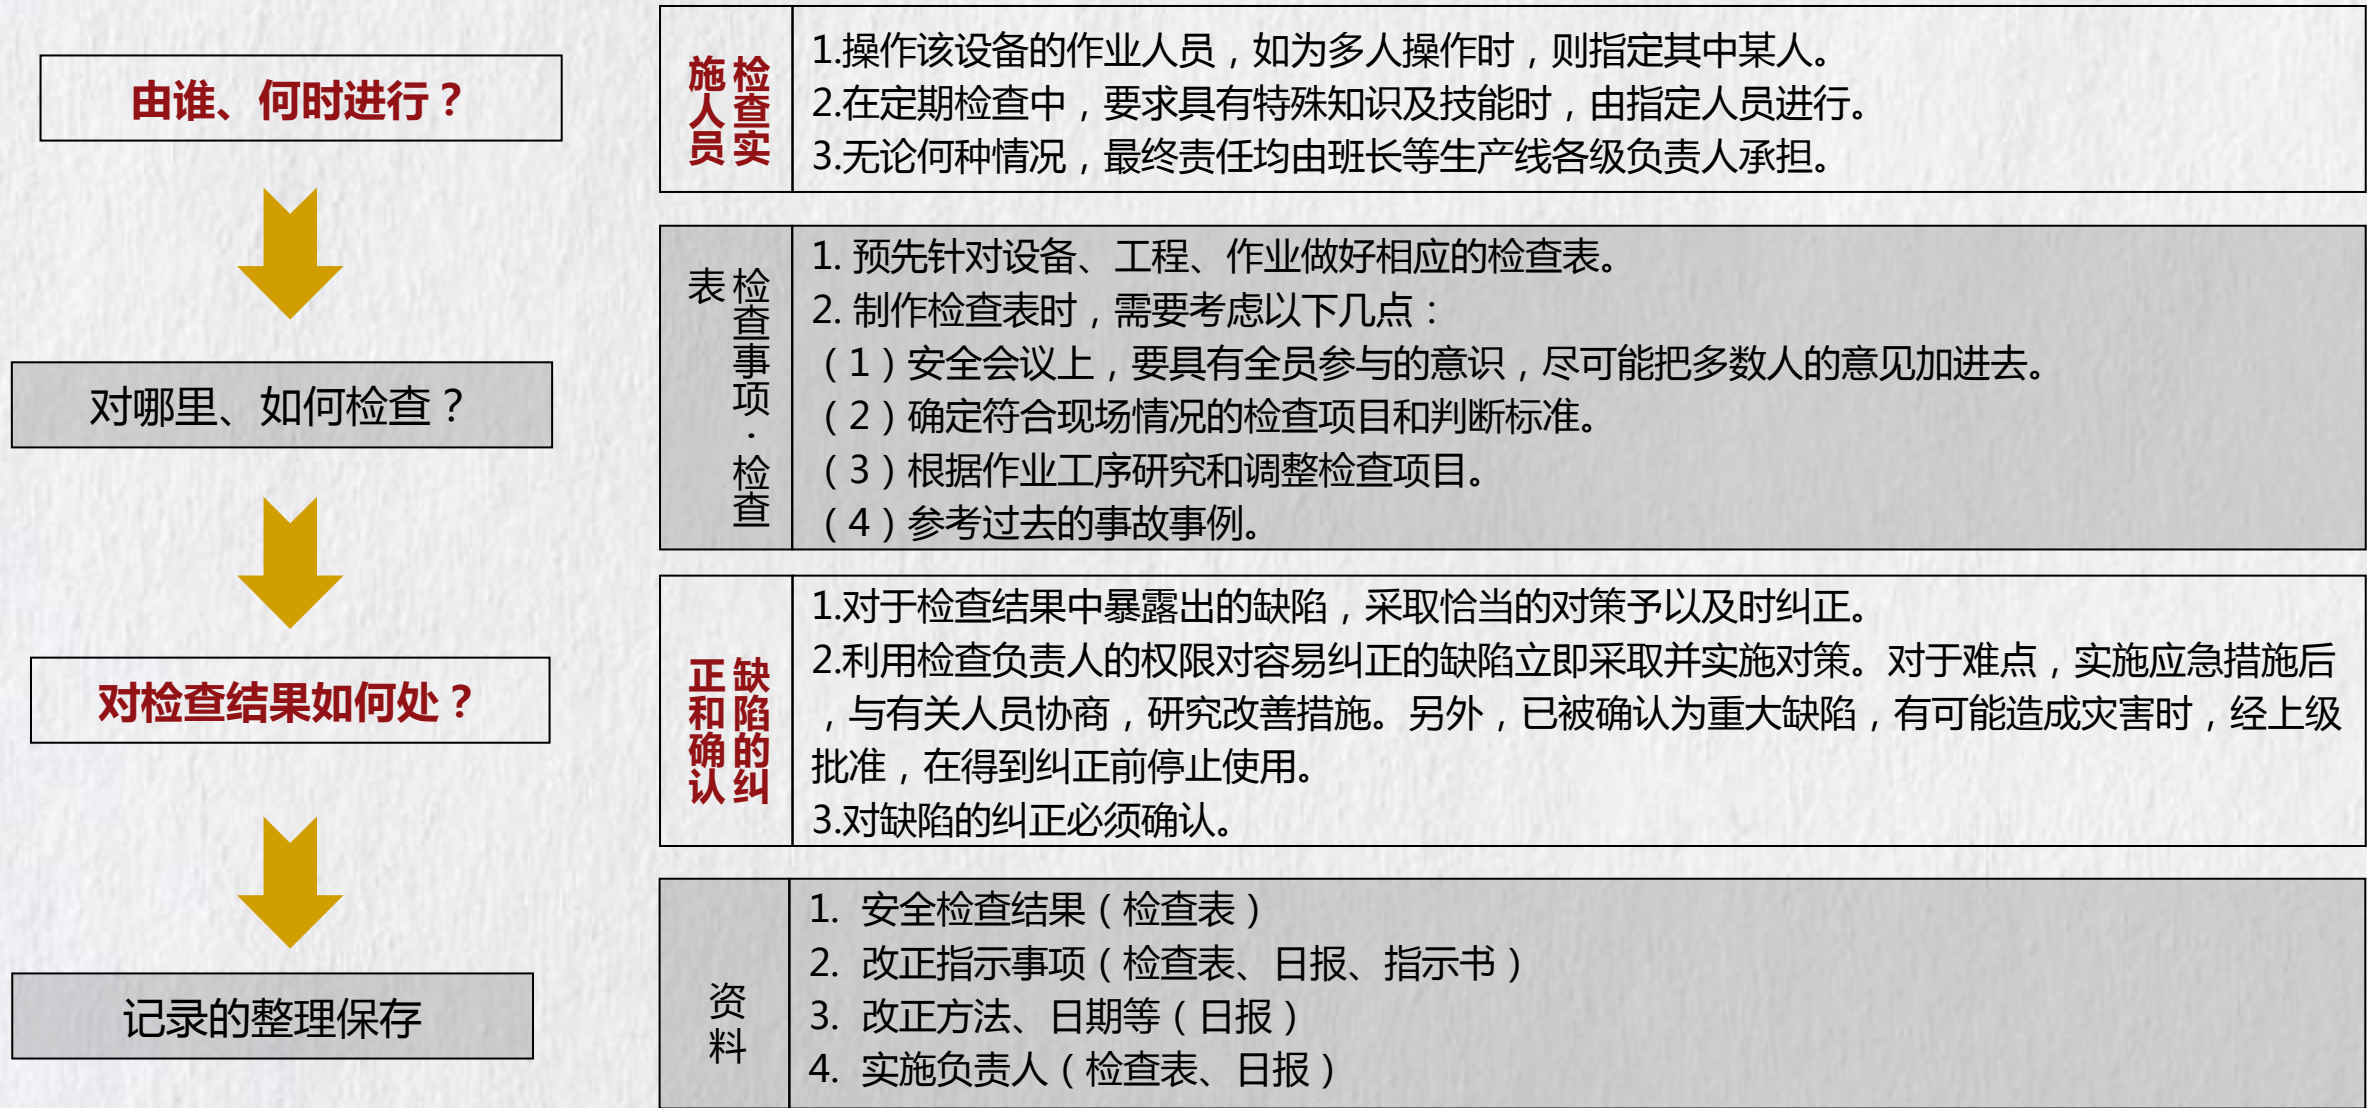 由谁、何时进行？
检查实
施人员
1.操作该设备的作业人员，如为多人操作时，则指定其中某人。
2.在定期检查中，要求具有特殊知识及技能时，由指定人员进行。
3.无论何种情况，最终责任均由班长等生产线各级负责人承担。
对哪里、如何检查？
检查事项·检查
表
1. 预先针对设备、工程、作业做好相应的检查表。
2. 制作检查表时，需要考虑以下几点：
（1）安全会议上，要具有全员参与的意识，尽可能把多数人的意见加进去。
（2）确定符合现场情况的检查项目和判断标准。
（3）根据作业工序研究和调整检查项目。
（4）参考过去的事故事例。
对检查结果如何处？
缺陷的纠
正和确认
1.对于检查结果中暴露出的缺陷，采取恰当的对策予以及时纠正。
2.利用检查负责人的权限对容易纠正的缺陷立即采取并实施对策。对于难点，实施应急措施后
，与有关人员协商，研究改善措施。另外，已被确认为重大缺陷，有可能造成灾害时，经上级
批准，在得到纠正前停止使用。
3.对缺陷的纠正必须确认。
记录的整理保存
资料
1. 安全检查结果（检查表）
2. 改正指示事项（检查表、日报、指示书）
3. 改正方法、日期等（日报）
4. 实施负责人（检查表、日报）